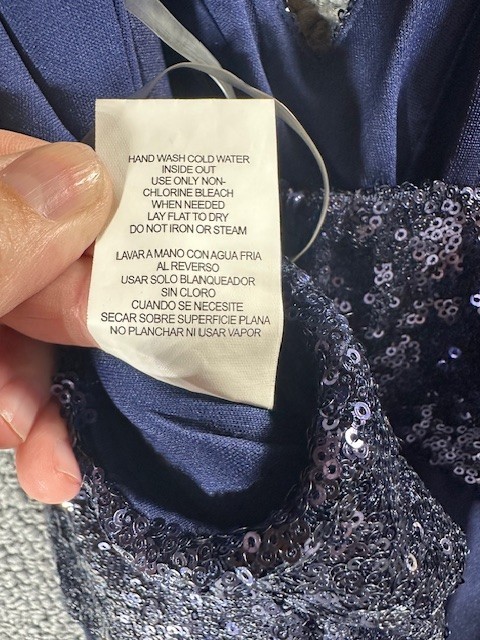 HAND WASH COLD WATER
INSIDE OUT
USE ONLY NON-
CHLORINE BLEACH
WHEN NEEDED
LAY FLAT TO DRY
DO NOT IRON OR STEAM
LAVAR A MANO CON AGUA FRIA
AL REVERSO
USAR SOLO BLANQUEADOR
SIN CLORO
CUANDO SE NECESITE
SECAR SOBRE SUPERFICIE PLANA
NO PLANCHAR NI USAR VAPOR